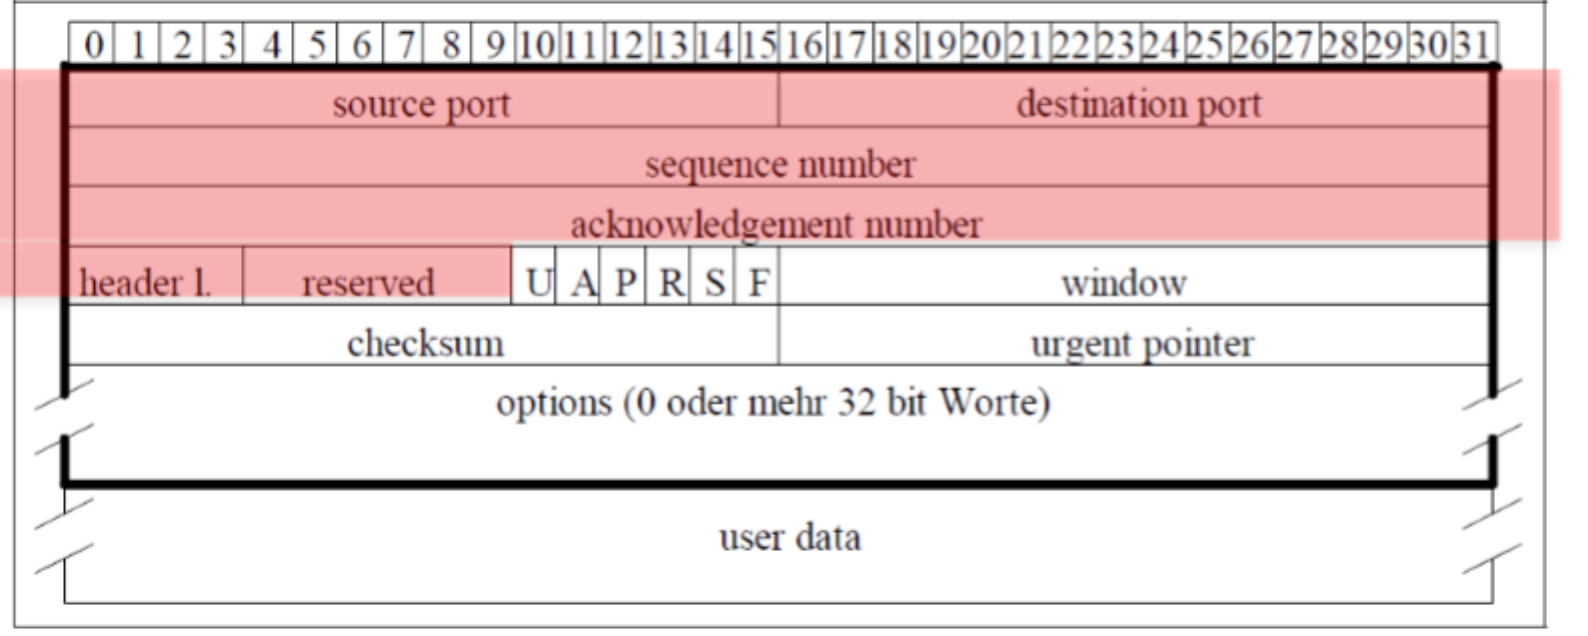 0 1 2 3 4 5 6 7 8 9 10 11 12 13 14 15 16 17 18 19 20 21 22 23 24 25 26 27 28 29 30 31
source port destination port
sequence number
acknowledgement number
header l. reserved U A P R S F window
checksum urgent pointer
options (0 oder mehr 32 bit Worte)
user data